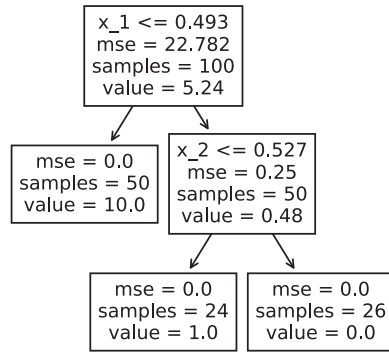 x_1 <= 0.493
mse = 22.782
samples = 100
value = 5.24
mse = 0.0
samples = 50
value = 10.0
x_2 <= 0.527
mse = 0.25
samples = 50
value = 0.48
mse = 0.0
samples = 24
value = 1.0
mse = 0.0
samples = 26
value = 0.0